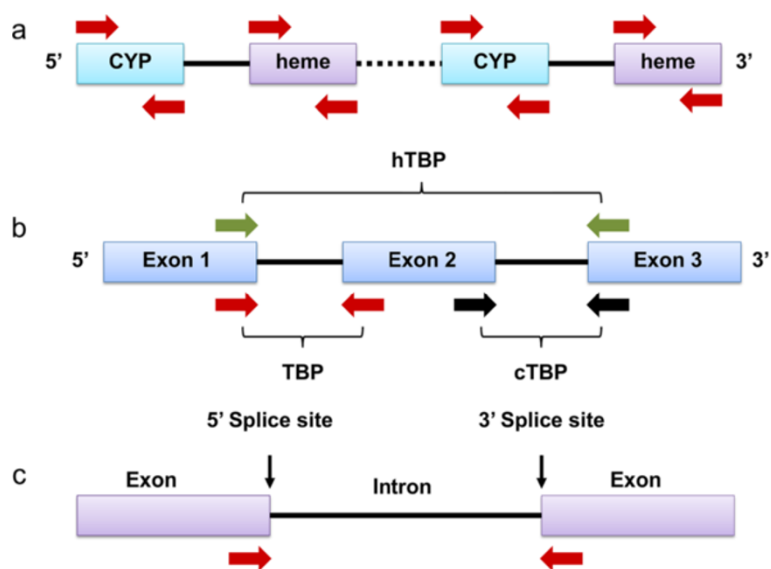 a
5’ CYP heme CYP heme 3’
hTBP
b
5’ Exon 1 Exon 2 Exon 3 3’
TBP cTBP
5’ Splice site 3’ Splice site
c
Exon Intron Exon